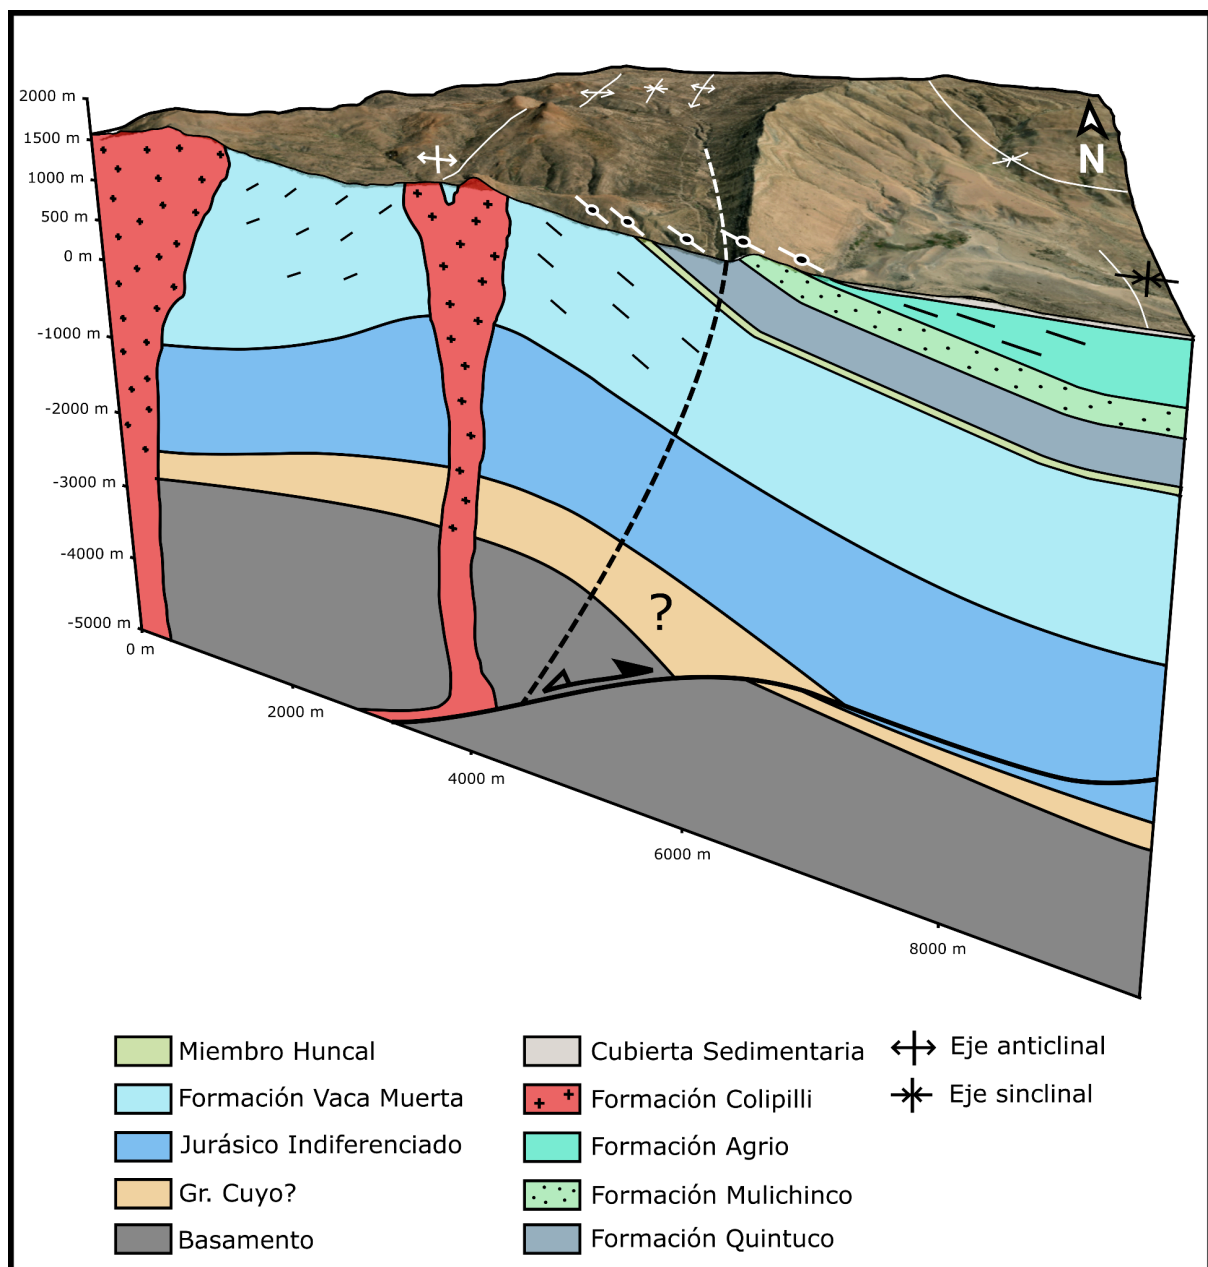 2000 m
1500 m
1000 m
500 m
0 m
-1000 m
-2000 m
-3000 m
-4000 m
-5000 m
0 m
2000 m
4000 m
6000 m
8000 m
N
?
Miembro Huncal
Formación Vaca Muerta
Jurásico Indiferenciado
Gr. Cuyo?
Basamento
Cubierta Sedimentaria
Formación Colipilli
Formación Agrio
Formación Mulichinco
Formación Quintuco
Eje anticlinal
Eje sinclinal